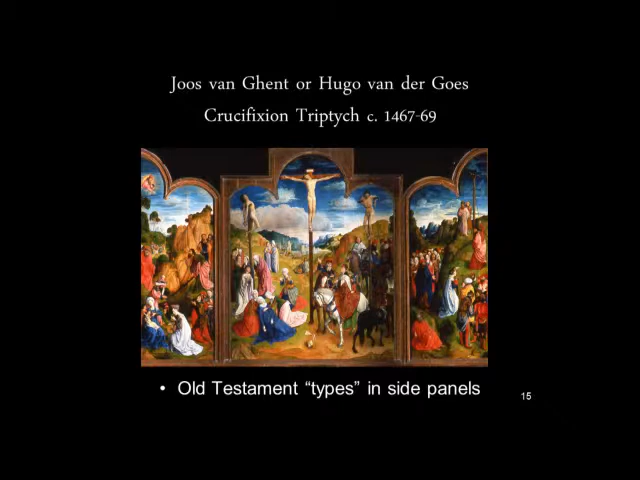 Joos van Ghent or Hugo van der Goes
Crucifixion Triptych c. 1467-69
• Old Testament “types” in side panels
15